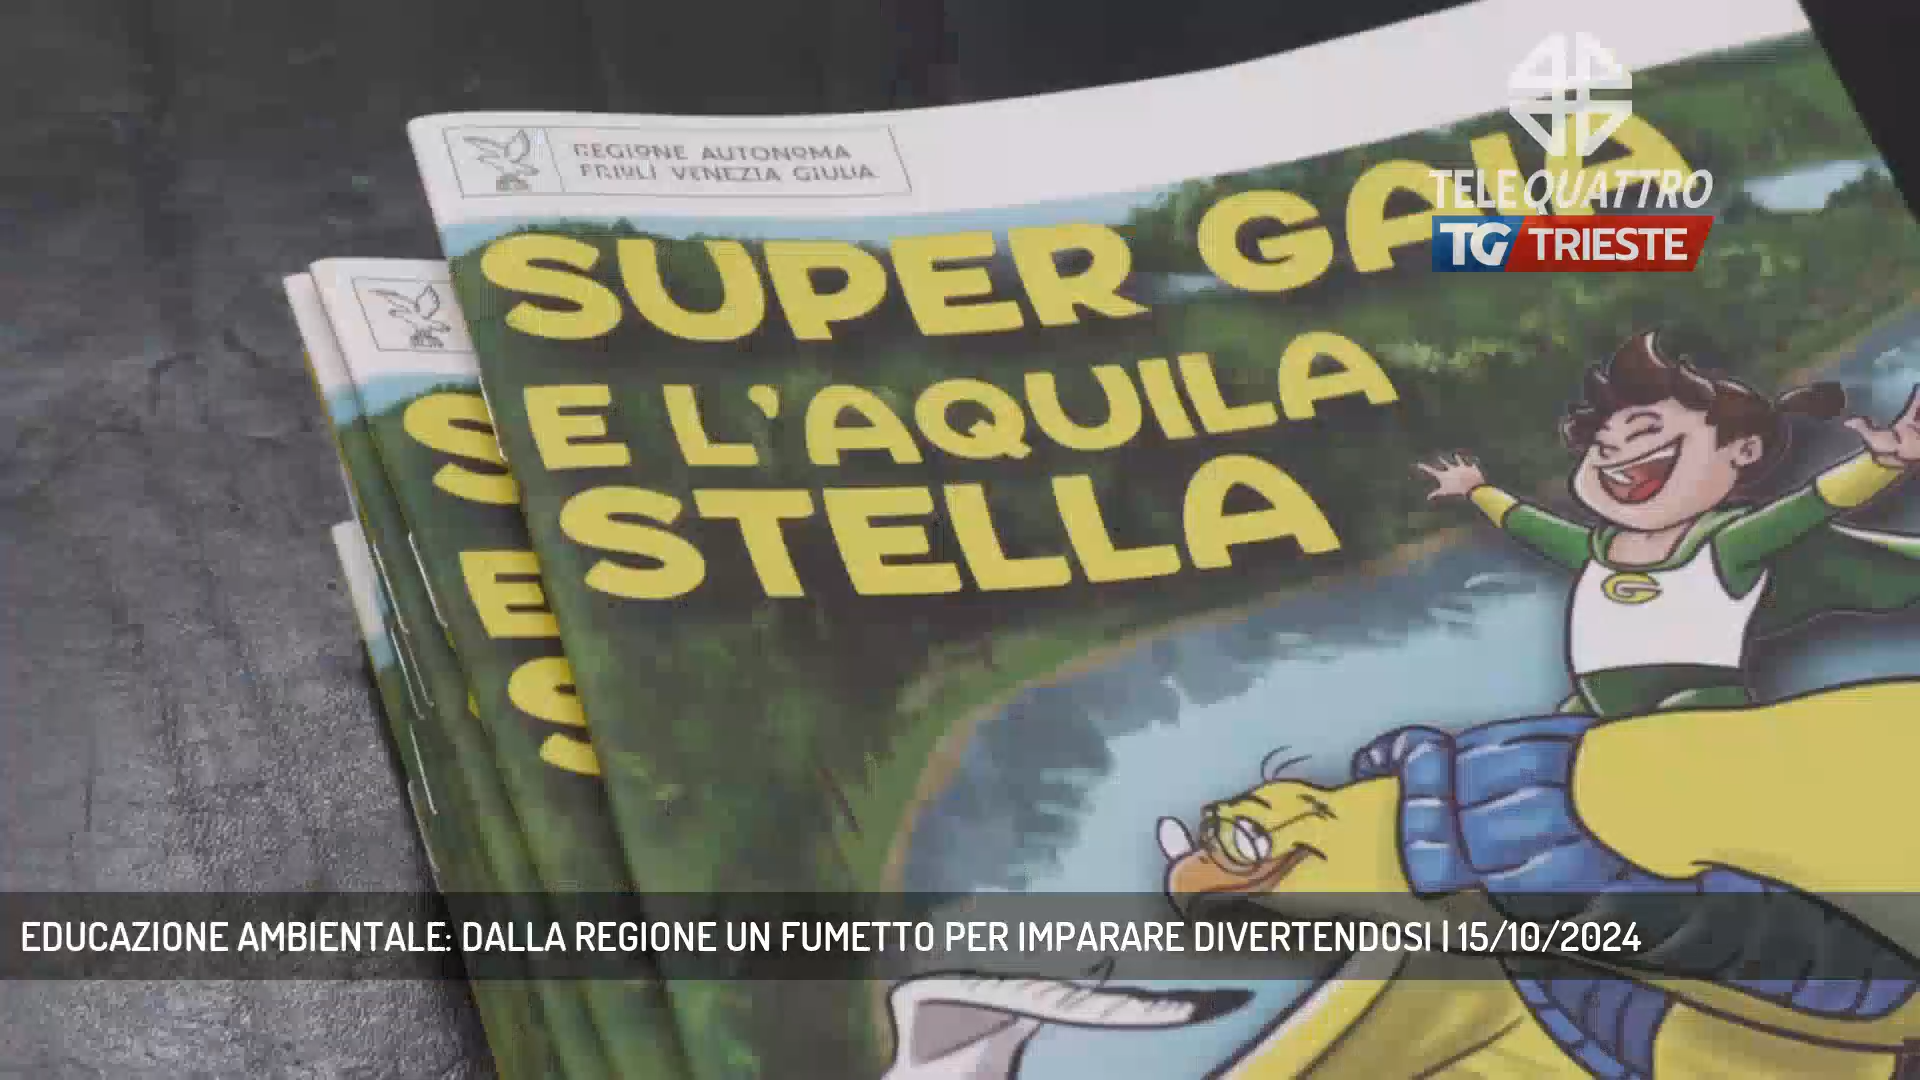 REGIONE AUTONOMA
FRIULI VENEZIA GIULIA
SUPER GAIA
E L'AQUILA
STELLA
G
S
E
S
TELEQUATTRO
TG TRIESTE
EDUCAZIONE AMBIENTALE: DALLA REGIONE UN FUMETTO PER IMPARARE DIVERTENDOSI | 15/10/2024